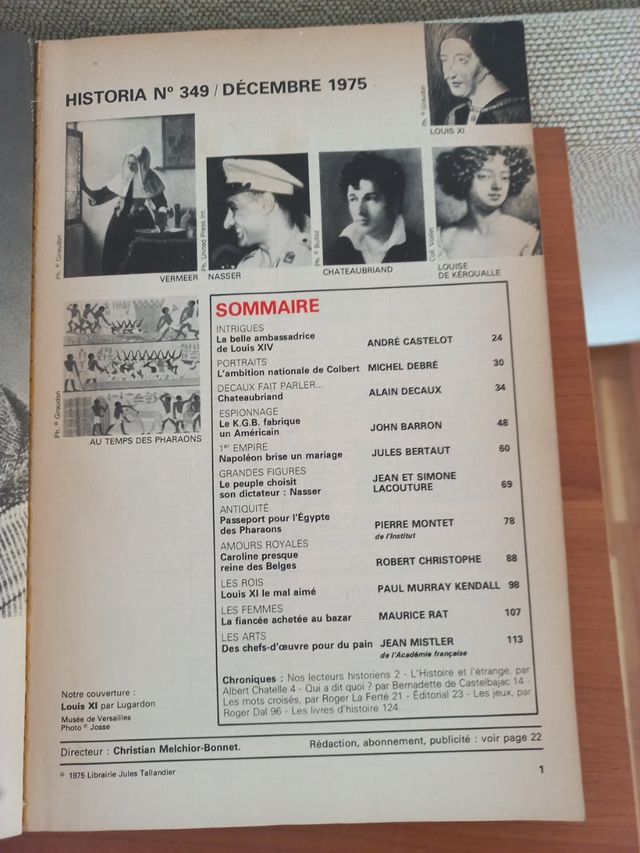 HISTORIA Nº 349 / DÉCEMBRE 1975
Ph. © Giraudon
LOUIS XI
Ph. © Giraudon
VERMEER
Ph. United Press Int.
NASSER
Ph. © Bulloz
CHATEAUBRIAND
Coll. Viollet
LOUISE
DE KÉROUALLE
Ph. © Giraudon
AU TEMPS DES PHARAONS
SOMMAIRE
INTRIGUES
La belle ambassadrice
de Louis XIV ANDRÉ CASTELOT 24
PORTRAITS
L'ambition nationale de Colbert MICHEL DEBRÉ 30
DECAUX FAIT PARLER...
Chateaubriand ALAIN DECAUX 34
ESPIONNAGE
Le K.G.B. fabrique
un Américain JOHN BARRON 48
1er EMPIRE
Napoléon brise un mariage JULES BERTAUT 60
GRANDES FIGURES
Le peuple choisit JEAN ET SIMONE
son dictateur : Nasser LACOUTURE 69
ANTIQUITÉ
Passeport pour l'Égypte PIERRE MONTET 78
des Pharaons de l'Institut
AMOURS ROYALES
Caroline presque
reine des Belges ROBERT CHRISTOPHE 88
LES ROIS
Louis XI le mal aimé PAUL MURRAY KENDALL 98
LES FEMMES
La fiancée achetée au bazar MAURICE RAT 107
LES ARTS
Des chefs-d'œuvre pour du pain JEAN MISTLER 113
de l'Académie française
Chroniques : Nos lecteurs historiens 2 - L'Histoire et l'étrange, par
Albert Chatelle 4 - Qui a dit quoi ? par Bernadette de Castelbajac 14 -
Les mots croisés, par Roger La Ferté 21 - Éditorial 23 - Les jeux, par
Roger Dal 96 - Les livres d'histoire 124.
Notre couverture :
Louis XI par Lugardon
Musée de Versailles
Photo © Josse
Directeur : Christian Melchior-Bonnet.
Rédaction, abonnement, publicité : voir page 22
© 1975 Librairie Jules Tallandier
1